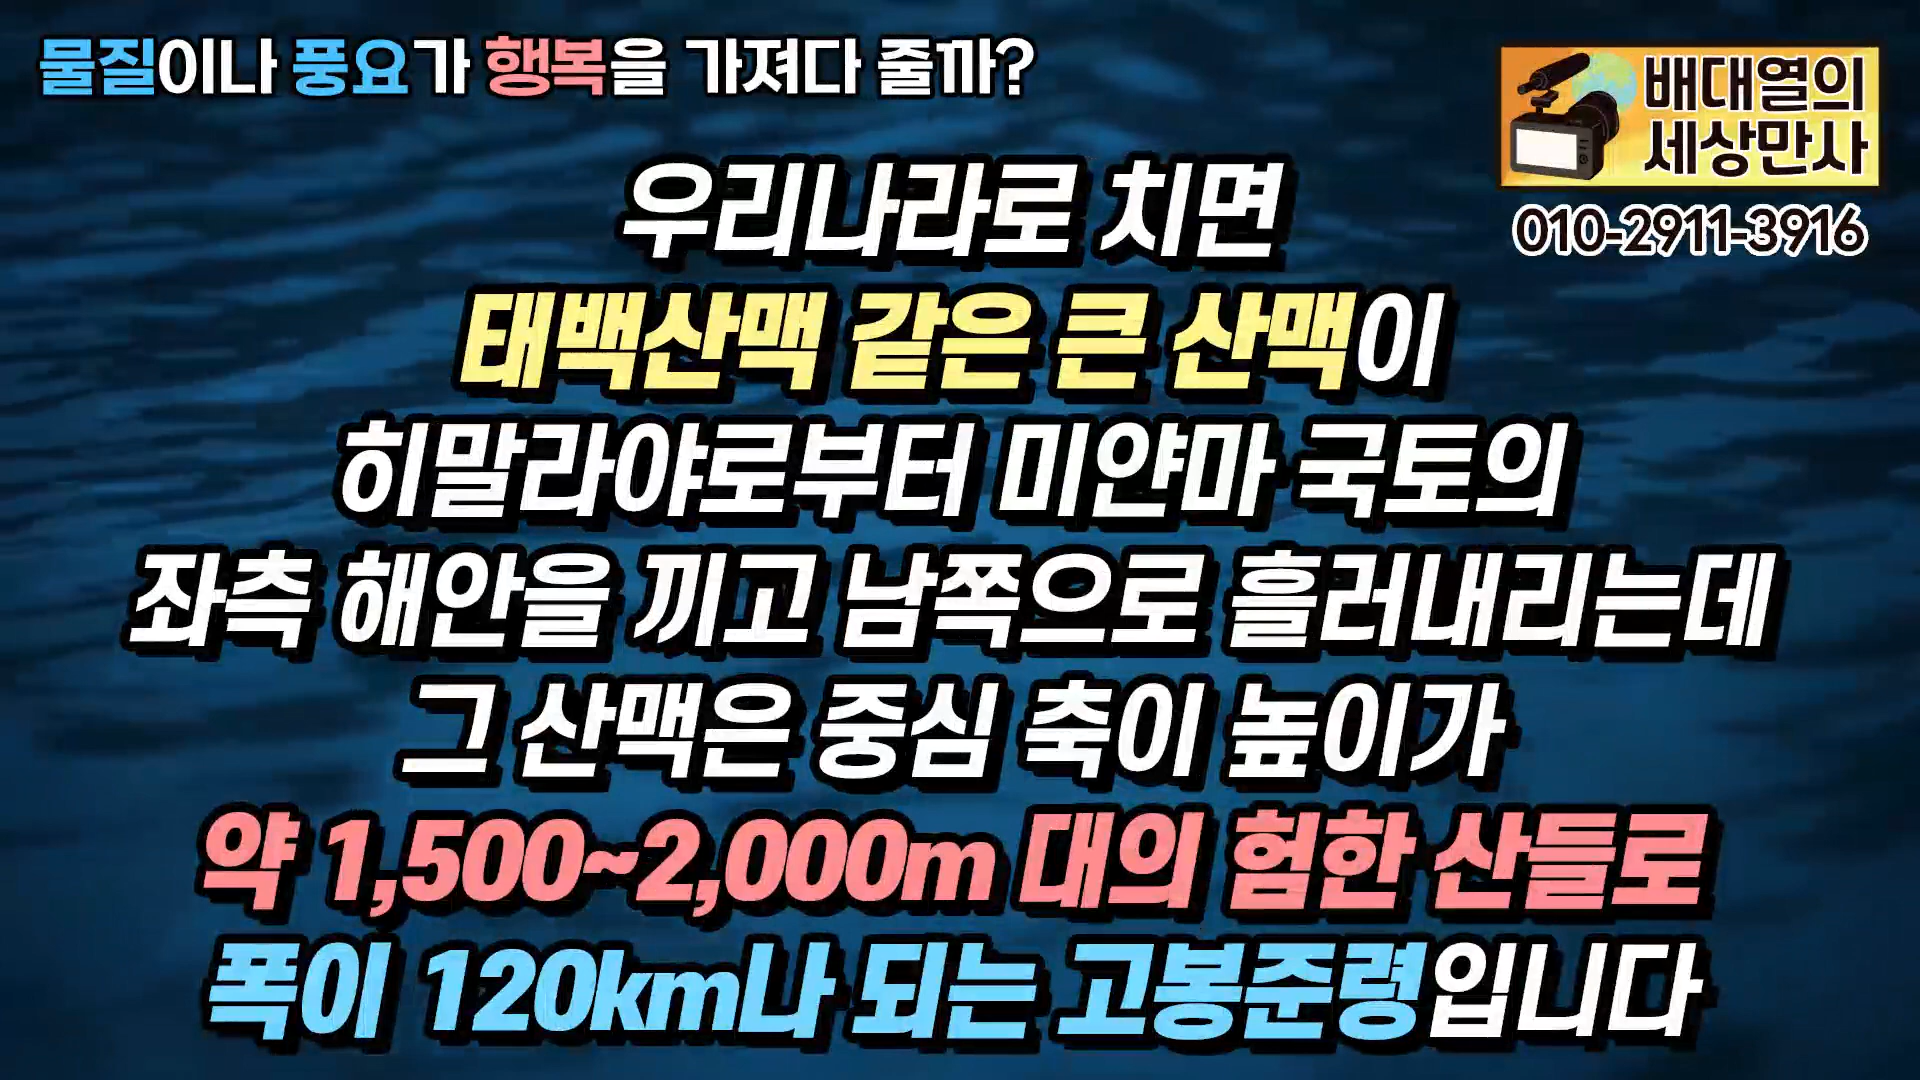 물질이나 풍요가 행복을 가져다 줄까?
배대열의
세상만사
010-2911-3916
우리나라로 치면
태백산맥 같은 큰 산맥이
히말라야로부터 미얀마 국토의
좌측 해안을 끼고 남쪽으로 흘러내리는데
그 산맥은 중심 축이 높이가
약 1,500~2,000m 대의 험한 산들로
폭이 120km나 되는 고봉준령입니다